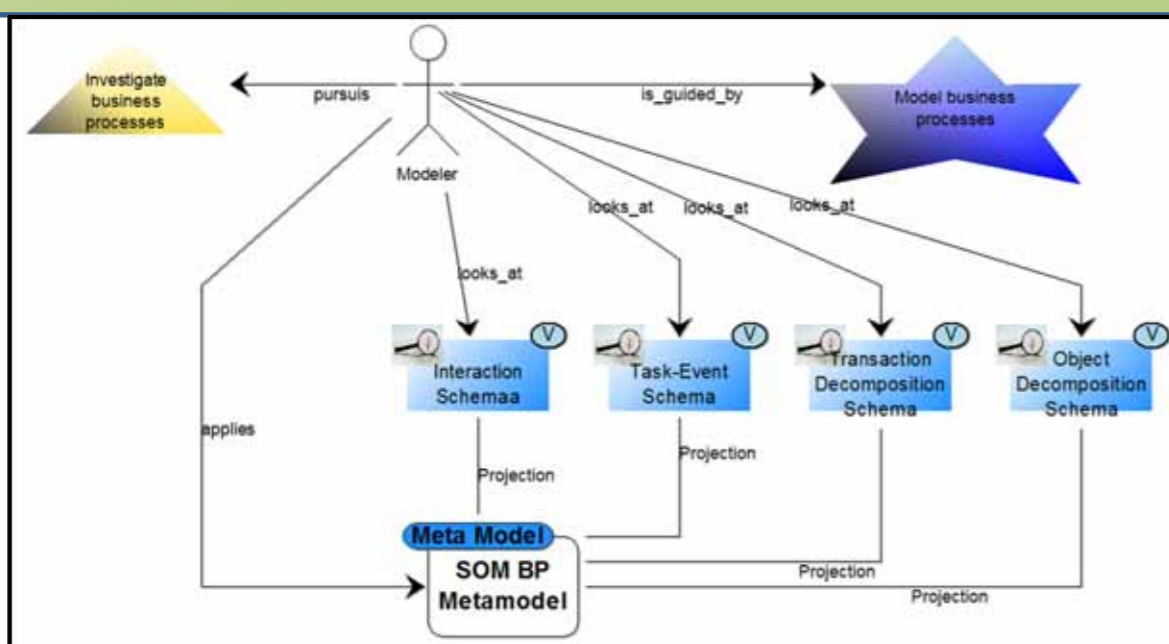 Investigate
business
processes
pursuis
is_guided_by
Model business
processes
Modeler
looks_at
looks_at
looks_at
looks_at
V
V
V
V
Interaction
Schemaa
Task-Event
Schema
Transaction
Decomposition
Schema
Object
Decomposition
Schema
applies
Projection
Projection
Meta Model
SOM BP
Metamodel
Projection
Projection